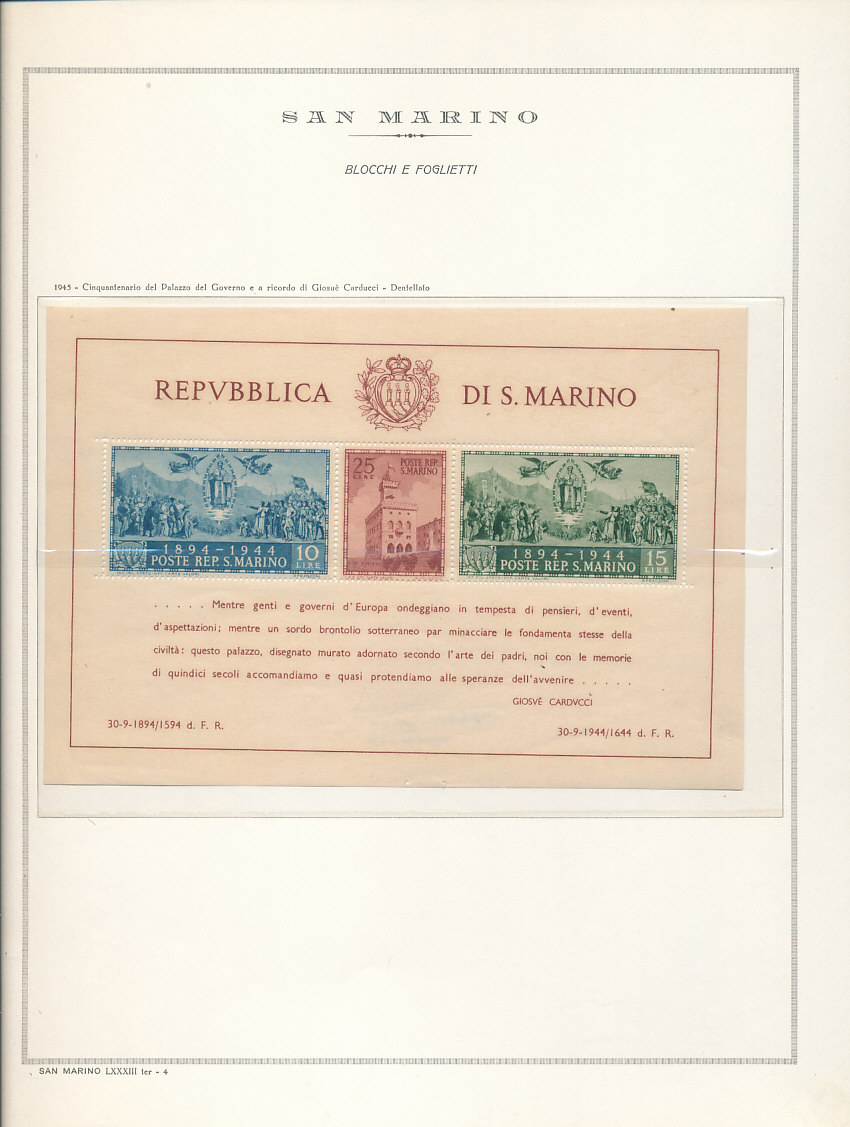 SAN MARINO
BLOCCHI E FOGLIETTI
1945 - Cinquantenario del Palazzo del Governo e a ricordo di Giosuè Carducci - Dentellato
REPVBBLICA DI S. MARINO
25 LIRE
POSTE REP.
S. MARINO
1894-1944 10 LIRE
POSTE REP. S. MARINO
1894-1944 15 LIRE
POSTE REP. S. MARINO
. . . . . Mentre genti e governi d'Europa ondeggiano in tempesta di pensieri, d'eventi,
d'aspettazioni; mentre un sordo brontolio sotterraneo par minacciare le fondamenta stesse della
civiltà: questo palazzo, disegnato murato adornato secondo l'arte dei padri, noi con le memorie
di quindici secoli accomandiamo e quasi protendiamo alle speranze dell'avvenire . . . . .
GIOSVÈ CARDVCCI
30-9-1894/1594 d. F. R.
30-9-1944/1644 d. F. R.
SAN MARINO LXXXIII ter - 4